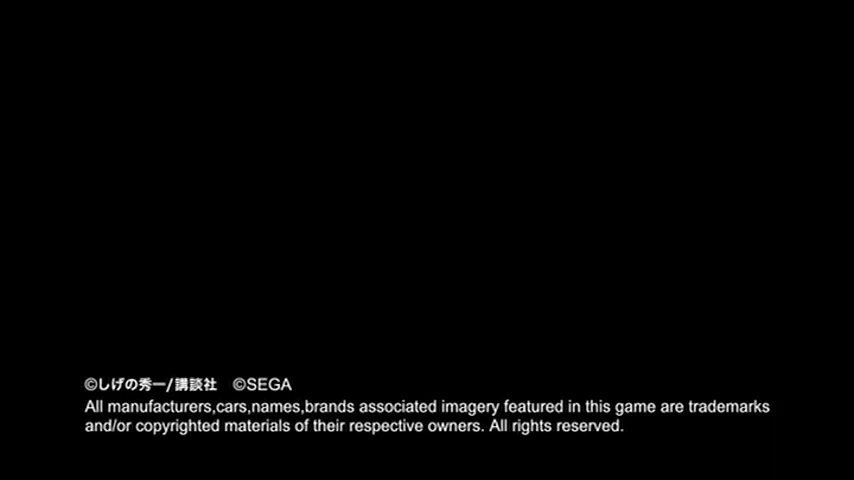 ©しげの秀一/講談社　©SEGA
All manufacturers,cars,names,brands associated imagery featured in this game are trademarks
and/or copyrighted materials of their respective owners. All rights reserved.